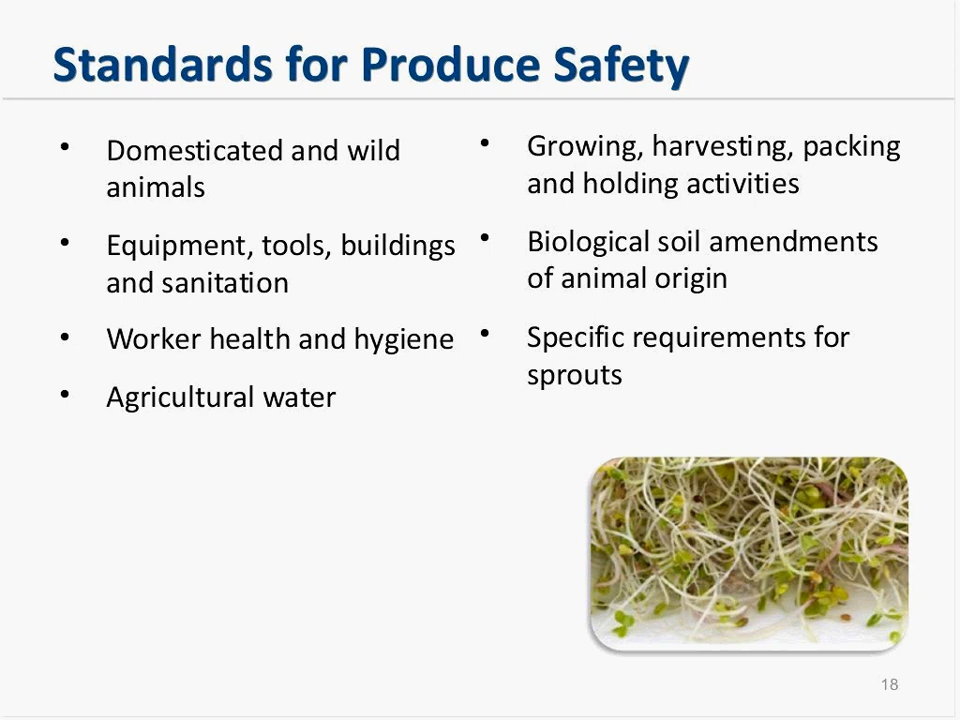 Standards for Produce Safety
• Domesticated and wild
animals
• Equipment, tools, buildings
and sanitation
• Worker health and hygiene
• Agricultural water
• Growing, harvesting, packing
and holding activities
• Biological soil amendments
of animal origin
• Specific requirements for
sprouts
18